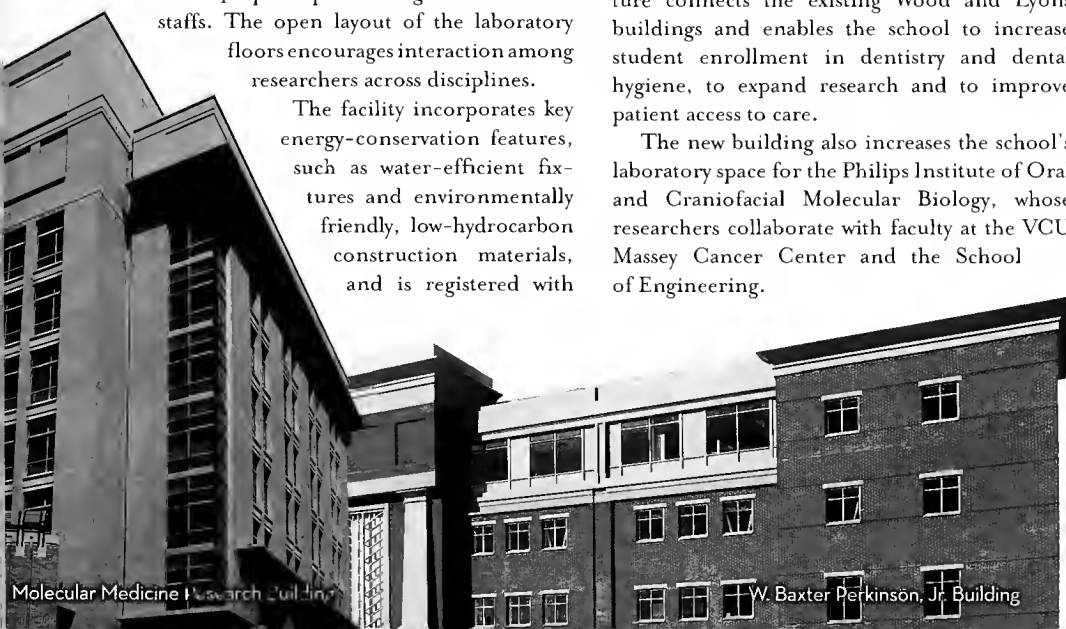 staffs. The open layout of the laboratory
floors encourages interaction among
researchers across disciplines.
The facility incorporates key
energy-conservation features,
such as water-efficient fix-
tures and environmentally
friendly, low-hydrocarbon
construction materials,
and is registered with
buildings and enables the school to increase
student enrollment in dentistry and denta
hygiene, to expand research and to improve
patient access to care.
The new building also increases the school's
laboratory space for the Philips Institute of Ora
and Craniofacial Molecular Biology, whose
researchers collaborate with faculty at the VCU
Massey Cancer Center and the School
of Engineering.
Molecular Medicine Research Building
W. Baxter Perkinson, Jr. Building